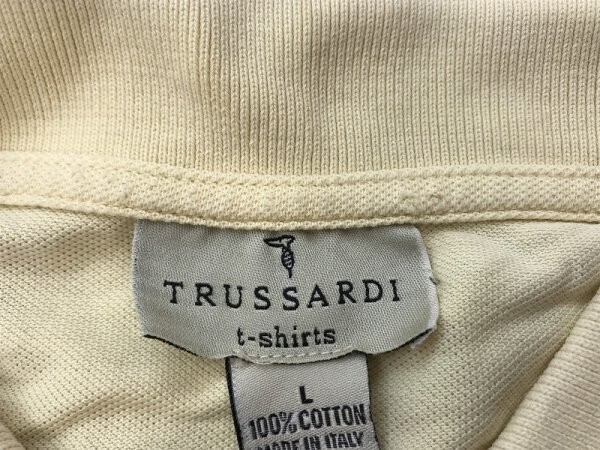 TRUSSARDI
t-shirts
L
100% COTTON
MADE IN ITALY